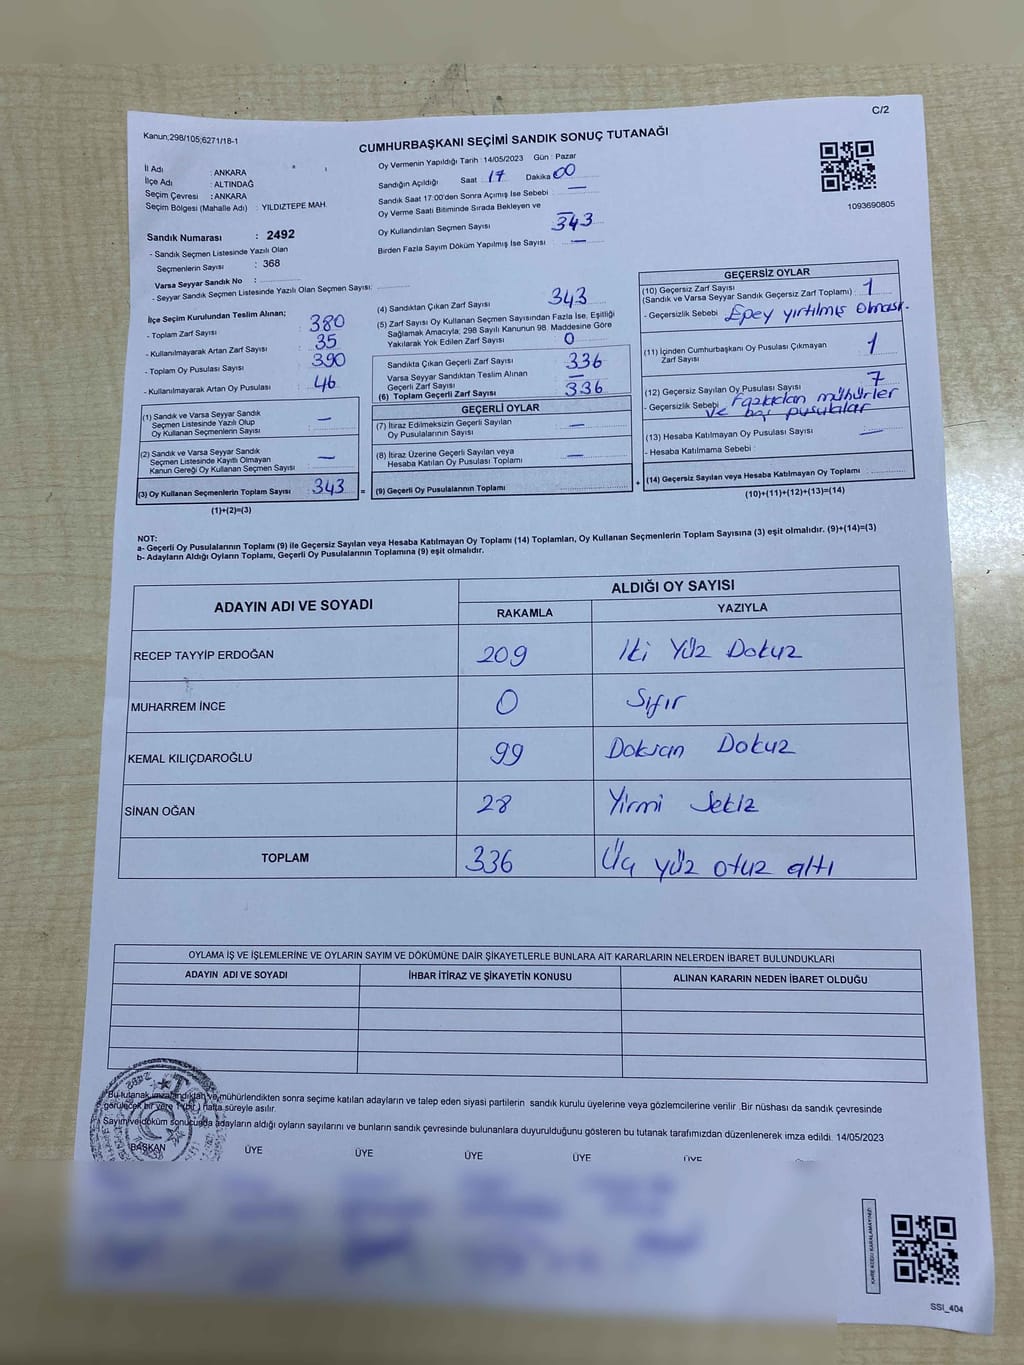 C/2
Kanun;298/105;6271/18-1
CUMHURBAŞKANI SEÇİMİ SANDIK SONUÇ TUTANAĞI
İl Adı : ANKARA
İlçe Adı : ALTINDAĞ
Seçim Çevresi : ANKARA
Seçim Bölgesi (Mahalle Adı) : YILDIZTEPE MAH.
Oy Vermenin Yapıldığı Tarih : 14/05/2023 Gün : Pazar
Sandığın Açıldığı Saat 17 Dakika 00
Sandık Saat 17:00'den Sonra Açımış İse Sebebi —
Oy Verme Saati Bitiminde Sırada Bekleyen ve —
Oy Kullandırılan Seçmen Sayısı 343
Birden Fazla Sayım Döküm Yapılmış İse Sayısı —
1093690805
Sandık Numarası : 2492
- Sandık Seçmen Listesinde Yazılı Olan
Seçmenlerin Sayısı : 368
Varsa Seyyar Sandık No :
- Seyyar Sandık Seçmen Listesinde Yazılı Olan Seçmen Sayısı:
İlçe Seçim Kurulundan Teslim Alınan;
- Toplam Zarf Sayısı : 380
- Kullanılmayarak Artan Zarf Sayısı : 35
- Toplam Oy Pusulası Sayısı : 390
- Kullanılmayarak Artan Oy Pusulası : 46
(1) Sandık ve Varsa Seyyar Sandık
Seçmen Listesinde Yazılı Olup
Oy Kullanan Seçmenlerin Sayısı : —
(2) Sandık ve Varsa Seyyar Sandık
Seçmen Listesinde Kayıtlı Olmayan
Kanun Gereği Oy Kullanan Seçmen Sayısı : —
(3) Oy Kullanan Seçmenlerin Toplam Sayısı : 343
(1)+(2)=(3)
(4) Sandıktan Çıkan Zarf Sayısı 343
(5) Zarf Sayısı Oy Kullanan Seçmen Sayısından Fazla İse, Eşitliği
Sağlamak Amacıyla; 298 Sayılı Kanunun 98. Maddesine Göre
Yakılarak Yok Edilen Zarf Sayısı 0
Sandıkta Çıkan Geçerli Zarf Sayısı : 336
Varsa Seyyar Sandıktan Teslim Alınan
Geçerli Zarf Sayısı : —
(6) Toplam Geçerli Zarf Sayısı : 336
GEÇERLİ OYLAR
(7) İtiraz Edilmeksizin Geçerli Sayılan
Oy Pusulalarının Sayısı : —
(8) İtiraz Üzerine Geçerli Sayılan veya
Hesaba Katılan Oy Pusulası Toplamı : —
= (9) Geçerli Oy Pusulalarının Toplamı :
GEÇERSİZ OYLAR
(10) Geçersiz Zarf Sayısı
(Sandık ve Varsa Seyyar Sandık Geçersiz Zarf Toplamı) : 1
- Geçersizlik Sebebi : Epey yırtılmış olması.
(11) İçinden Cumhurbaşkanı Oy Pusulası Çıkmayan
Zarf Sayısı : 1
(12) Geçersiz Sayılan Oy Pusulası Sayısı : 7
- Geçersizlik Sebebi : Fazladan mühürler
ve boş pusulalar
(13) Hesaba Katılmayan Oy Pusulası Sayısı : —
- Hesaba Katılmama Sebebi :
+ (14) Geçersiz Sayılan veya Hesaba Katılmayan Oy Toplamı :
(10)+(11)+(12)+(13)=(14)
NOT:
a- Geçerli Oy Pusulalarının Toplamı (9) ile Geçersiz Sayılan veya Hesaba Katılmayan Oy Toplamı (14) Toplamları, Oy Kullanan Seçmenlerin Toplam Sayısına (3) eşit olmalıdır. (9)+(14)=(3)
b- Adayların Aldığı Oyların Toplamı, Geçerli Oy Pusulalarının Toplamına (9) eşit olmalıdır.
ADAYIN ADI VE SOYADI
ALDIĞI OY SAYISI
RAKAMLA YAZIYLA
RECEP TAYYİP ERDOĞAN 209 İki Yüz Dokuz
MUHARREM İNCE 0 Sıfır
KEMAL KILIÇDAROĞLU 99 Doksan Dokuz
SİNAN OĞAN 28 Yirmi Sekiz
TOPLAM 336 Üç yüz otuz altı
OYLAMA İŞ VE İŞLEMLERİNE VE OYLARIN SAYIM VE DÖKÜMÜNE DAİR ŞİKAYETLERLE BUNLARA AİT KARARLARIN NELERDEN İBARET BULUNDUKLARI
ADAYIN ADI VE SOYADI İHBAR İTİRAZ VE ŞİKAYETİN KONUSU ALINAN KARARIN NEDEN İBARET OLDUĞU
Bu tutanak imzalandıktan ve mühürlendikten sonra seçime katılan adayların ve talep eden siyasi partilerin sandık kurulu üyelerine veya gözlemcilerine verilir .Bir nüshası da sandık çevresinde
görülecek bir yere 1 (bir ) hafta süreyle asılır.
Sayım ve döküm sonucunda adayların aldığı oyların sayılarını ve bunların sandık çevresinde bulunanlara duyurulduğunu gösteren bu tutanak tarafımızdan düzenlenerek imza edildi. 14/05/2023
BAŞKAN ÜYE ÜYE ÜYE ÜYE ÜYE
2492
KARE KODU KARALAMAYINIZ!
SSI_404